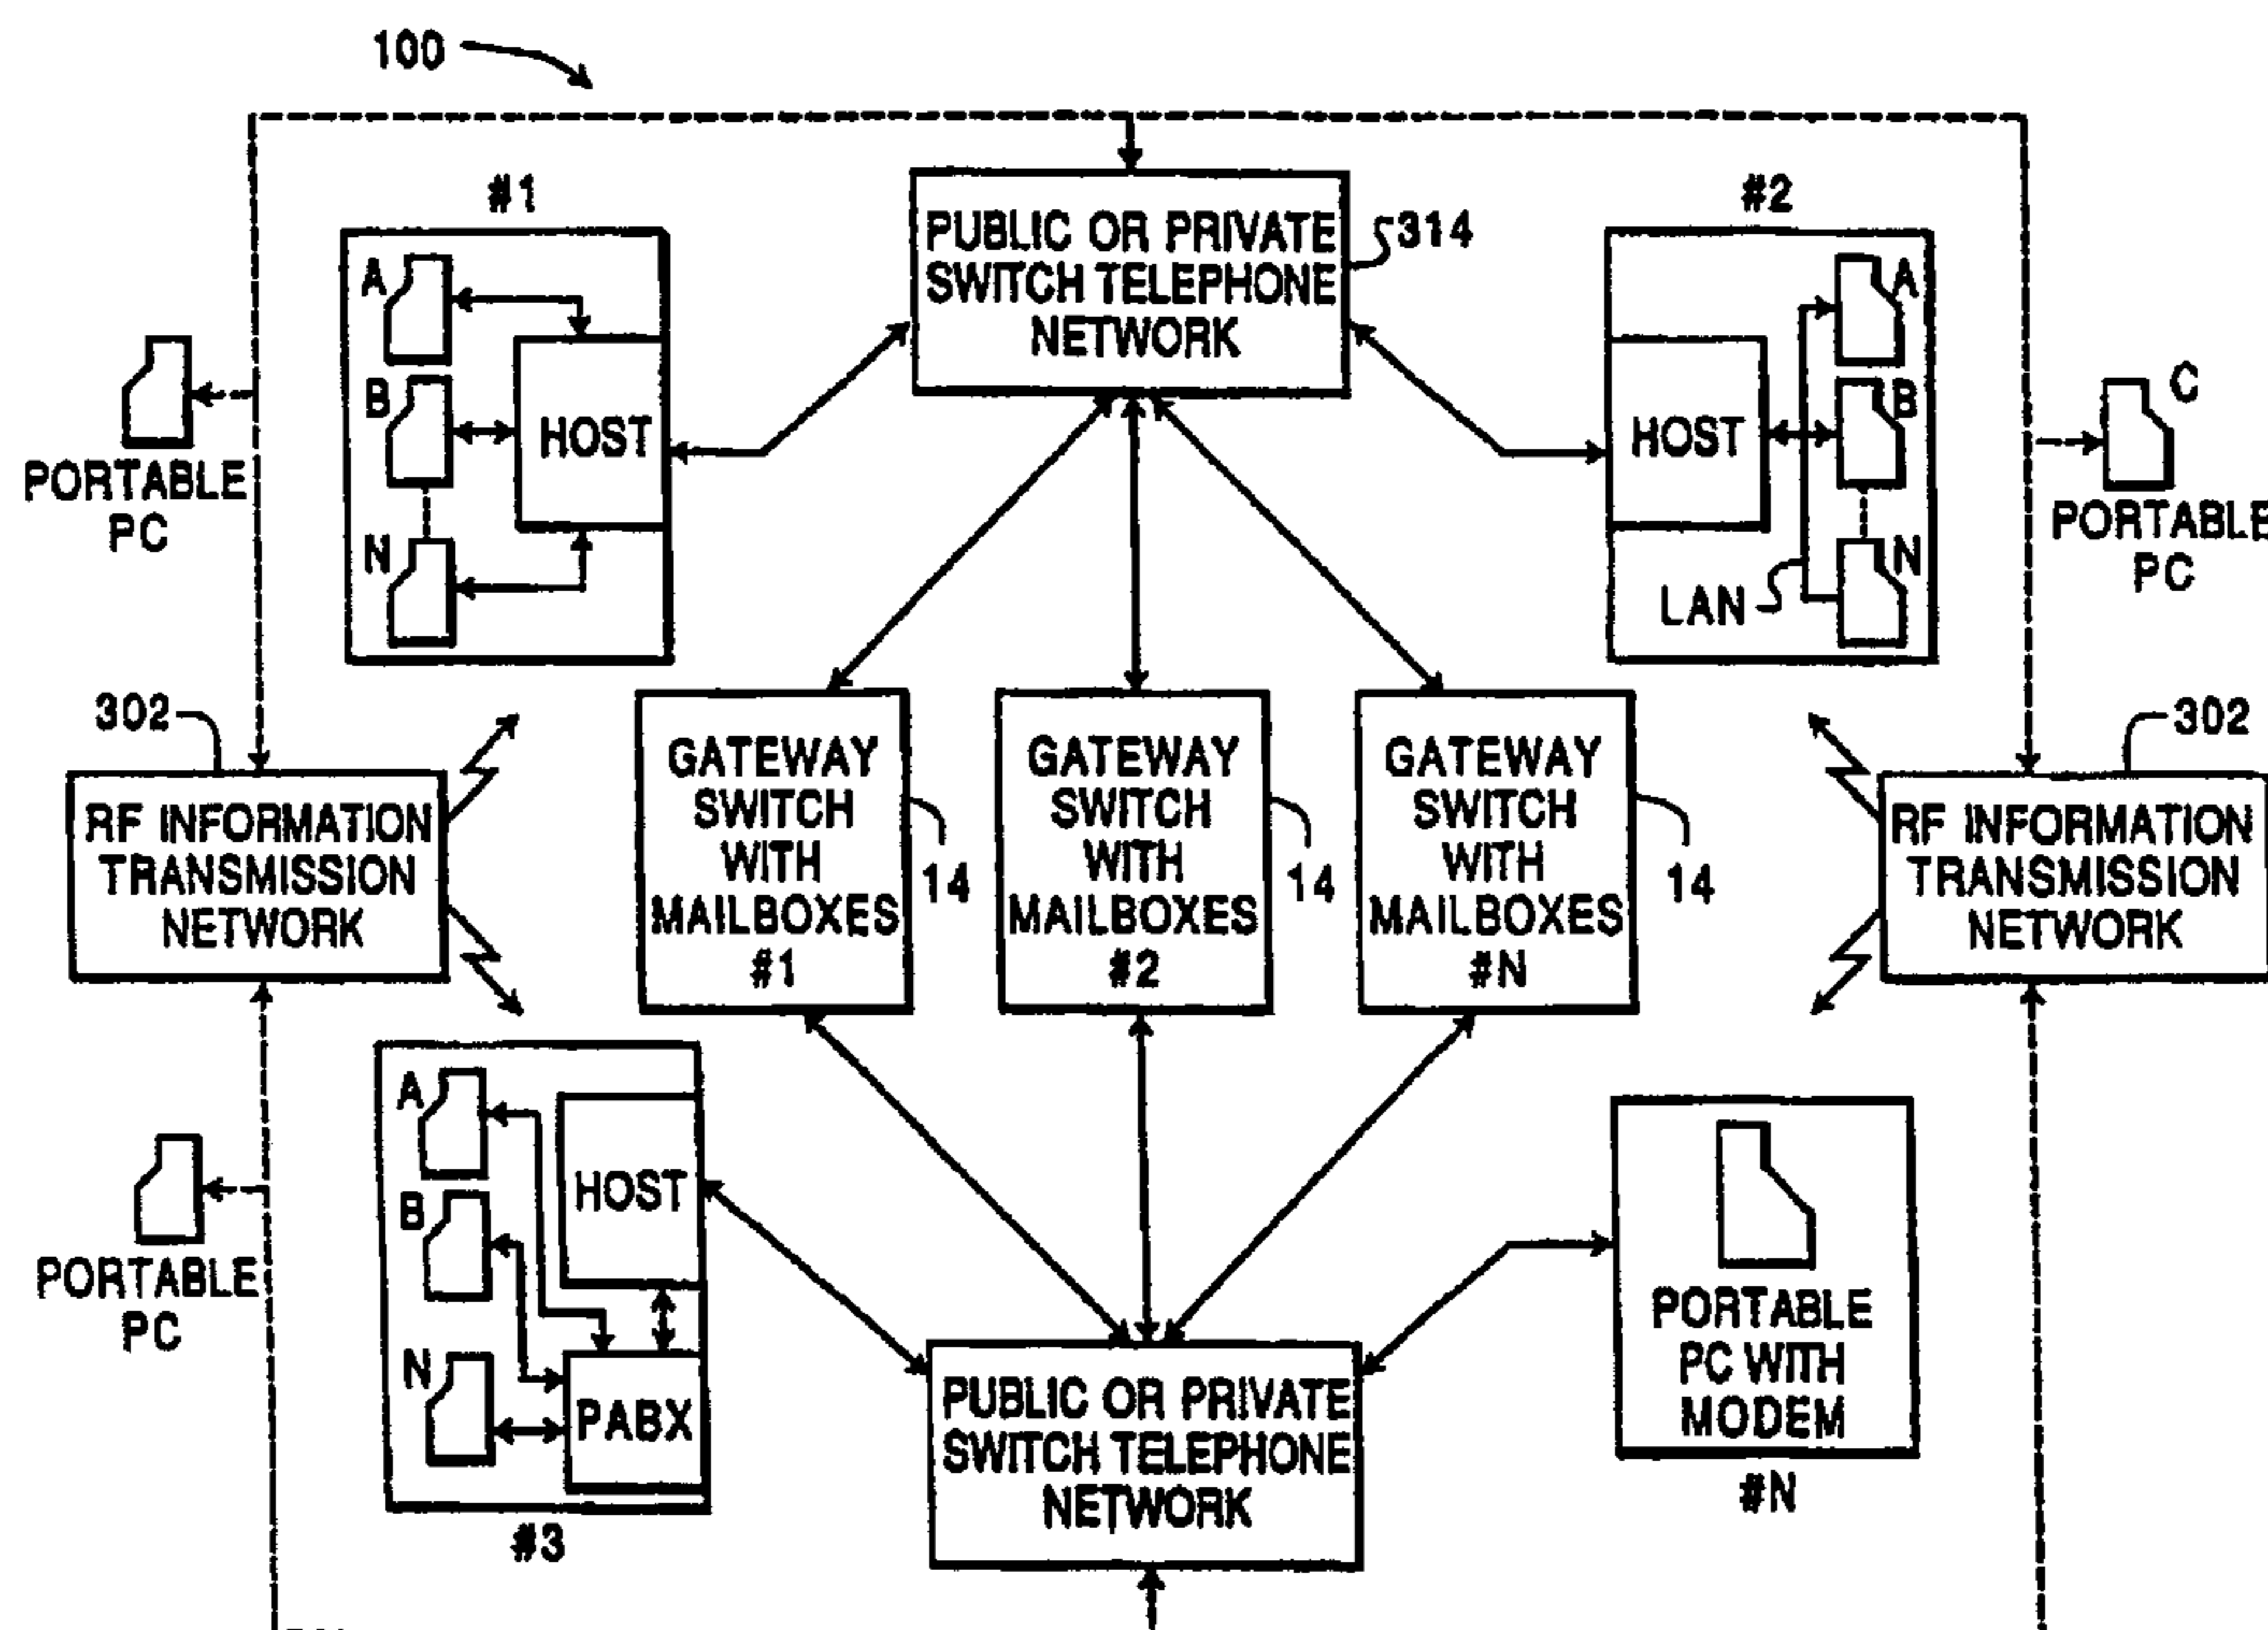 100
#1
PUBLIC OR PRIVATE
SWITCH TELEPHONE
NETWORK
314
#2
A
B
N
HOST
HOST
A
B
N
LAN
PORTABLE
PC
C
PORTABLE
PC
302
RF INFORMATION
TRANSMISSION
NETWORK
GATEWAY
SWITCH
WITH
MAILBOXES
#1
14
GATEWAY
SWITCH
WITH
MAILBOXES
#2
14
GATEWAY
SWITCH
WITH
MAILBOXES
#N
14
302
RF INFORMATION
TRANSMISSION
NETWORK
A
B
N
HOST
PABX
#3
PORTABLE
PC
PUBLIC OR PRIVATE
SWITCH TELEPHONE
NETWORK
PORTABLE
PC WITH
MODEM
#N